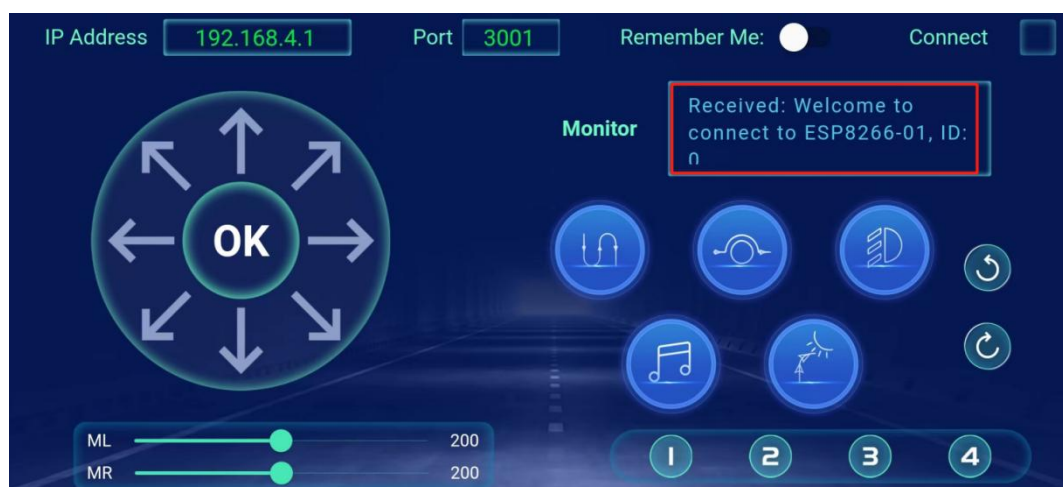 IP Address 192.168.4.1 Port 3001 Remember Me: Connect
Received: Welcome to
Monitor connect to ESP8266-01, ID:
0
OK
ML 200
MR 200
1 2 3 4